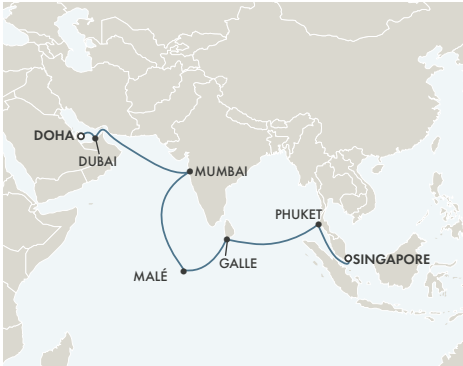 DOHA
DUBAI
MUMBAI
PHUKET
MALÉ
GALLE
SINGAPORE